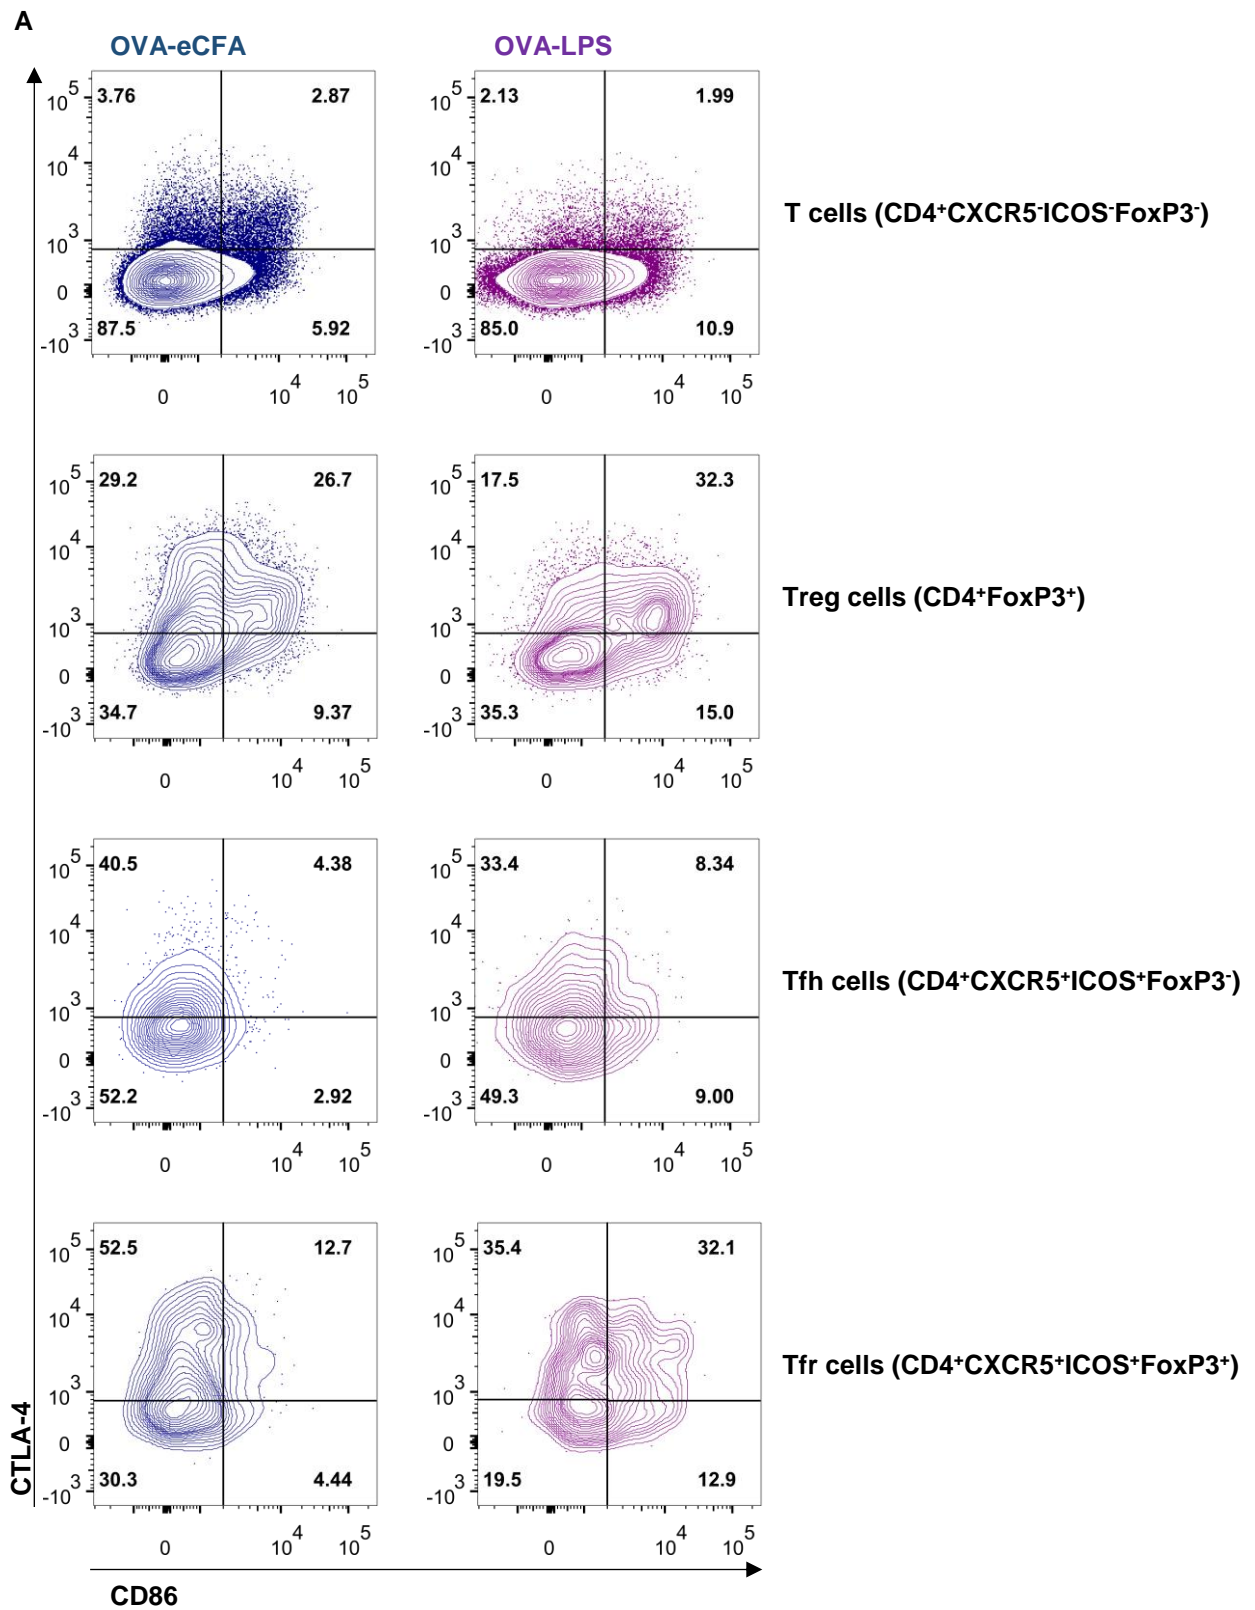 A
OVA-eCFA OVA-LPS
10^5 3.76 2.87 10^5 2.13 1.99
10^4 10^4
T cells (CD4⁺CXCR5⁻ICOS⁻FoxP3⁻)
10^3 10^3
0 0
87.5 5.92 85.0 10.9
-10^3 -10^3
0 10^4 10^5 0 10^4 10^5
10^5 29.2 26.7 10^5 17.5 32.3
10^4 10^4
Treg cells (CD4⁺FoxP3⁺)
10^3 10^3
0 0
34.7 9.37 35.3 15.0
-10^3 -10^3
0 10^4 10^5 0 10^4 10^5
10^5 40.5 4.38 10^5 33.4 8.34
10^4 10^4
Tfh cells (CD4⁺CXCR5⁺ICOS⁺FoxP3⁻)
10^3 10^3
0 0
52.2 2.92 49.3 9.00
-10^3 -10^3
0 10^4 10^5 0 10^4 10^5
10^5 52.5 12.7 10^5 35.4 32.1
10^4 10^4
Tfr cells (CD4⁺CXCR5⁺ICOS⁺FoxP3⁺)
10^3 10^3
0 0
30.3 4.44 19.5 12.9
-10^3 -10^3
0 10^4 10^5 0 10^4 10^5
CTLA-4
CD86